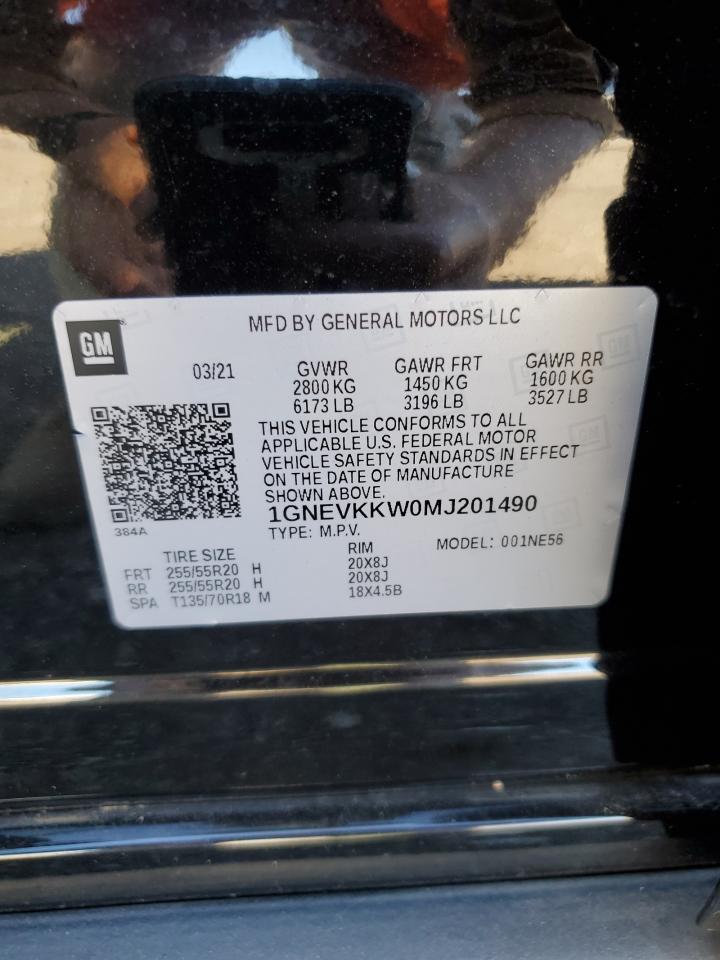 GM
MFD BY GENERAL MOTORS LLC
03/21 GVWR GAWR FRT GAWR RR
2800 KG 1450 KG 1600 KG
6173 LB 3196 LB 3527 LB
THIS VEHICLE CONFORMS TO ALL
APPLICABLE U.S. FEDERAL MOTOR
VEHICLE SAFETY STANDARDS IN EFFECT
ON THE DATE OF MANUFACTURE
SHOWN ABOVE.
1GNEVKKW0MJ201490
384A
TYPE: M.P.V. MODEL: 001NE56
TIRE SIZE RIM
FRT 255/55R20 H 20X8J
RR 255/55R20 H 20X8J
SPA T135/70R18 M 18X4.5B